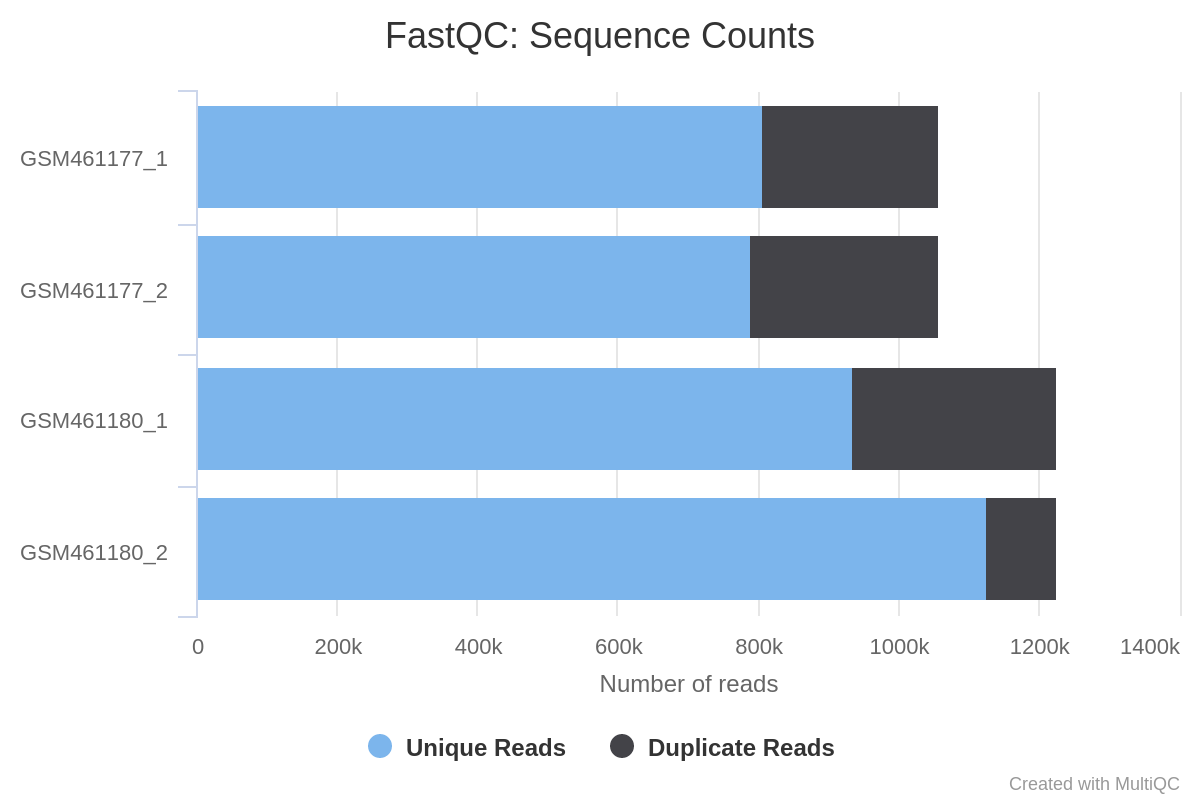 FastQC: Sequence Counts
GSM461177_1
GSM461177_2
GSM461180_1
GSM461180_2
0 200k 400k 600k 800k 1000k 1200k 1400k
Number of reads
Unique Reads Duplicate Reads
Created with MultiQC